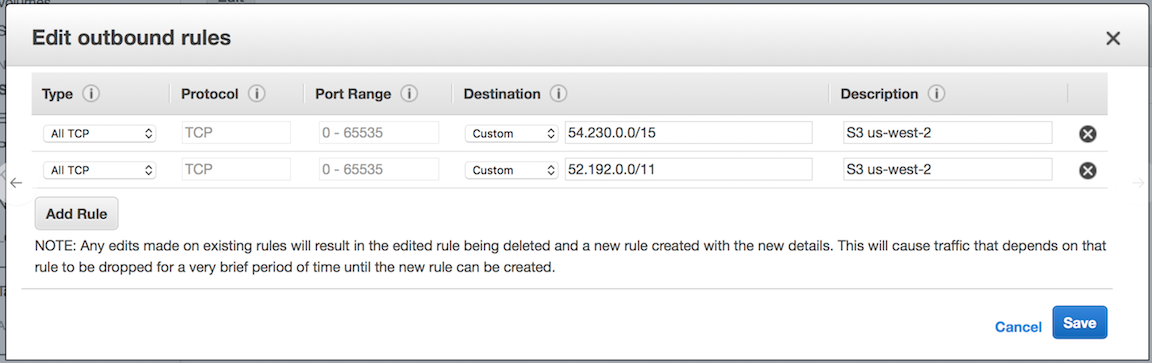 Edit
Edit outbound rules
Type Protocol Port Range Destination Description
All TCP TCP 0 - 65535 Custom 54.230.0.0/15 S3 us-west-2
All TCP TCP 0 - 65535 Custom 52.192.0.0/11 S3 us-west-2
Add Rule
NOTE: Any edits made on existing rules will result in the edited rule being deleted and a new rule created with the new details. This will cause traffic that depends on that
rule to be dropped for a very brief period of time until the new rule can be created.
Cancel Save